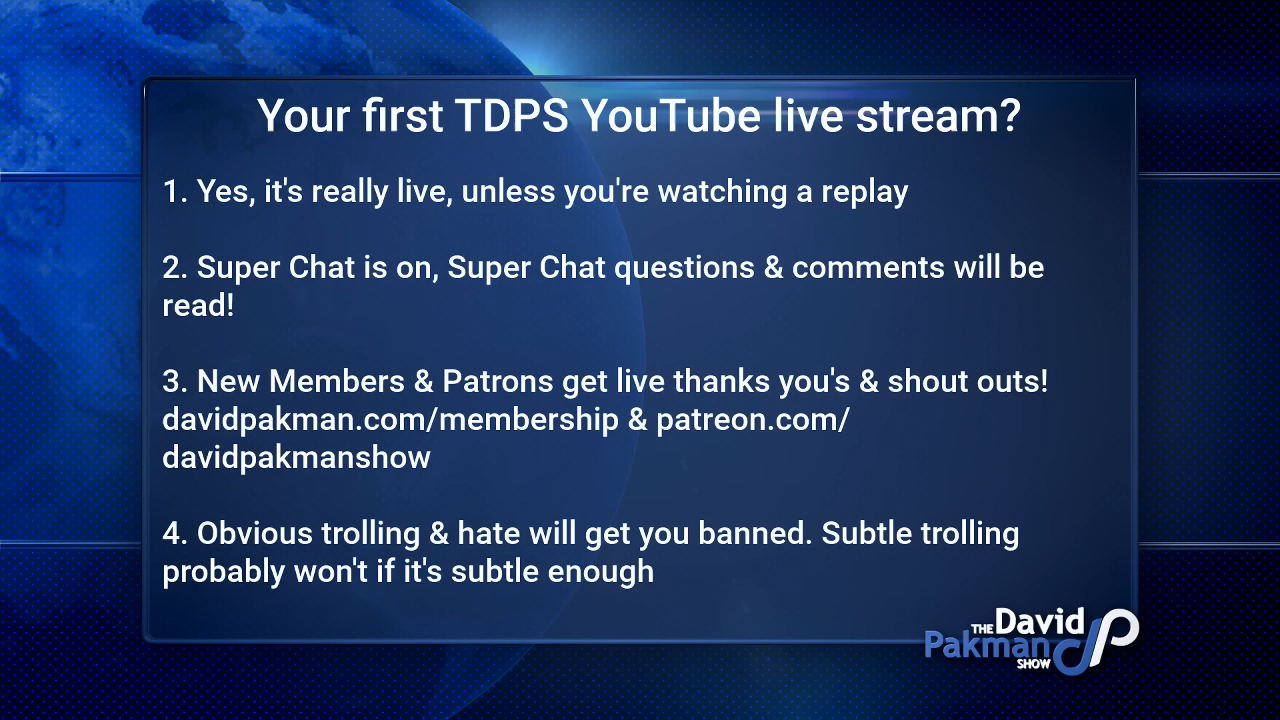 Your first TDPS YouTube live stream?
1. Yes, it's really live, unless you're watching a replay
2. Super Chat is on, Super Chat questions & comments will be
read!
3. New Members & Patrons get live thanks you's & shout outs!
davidpakman.com/membership & patreon.com/
davidpakmanshow
4. Obvious trolling & hate will get you banned. Subtle trolling
probably won't if it's subtle enough
THE David
Pakman
SHOW